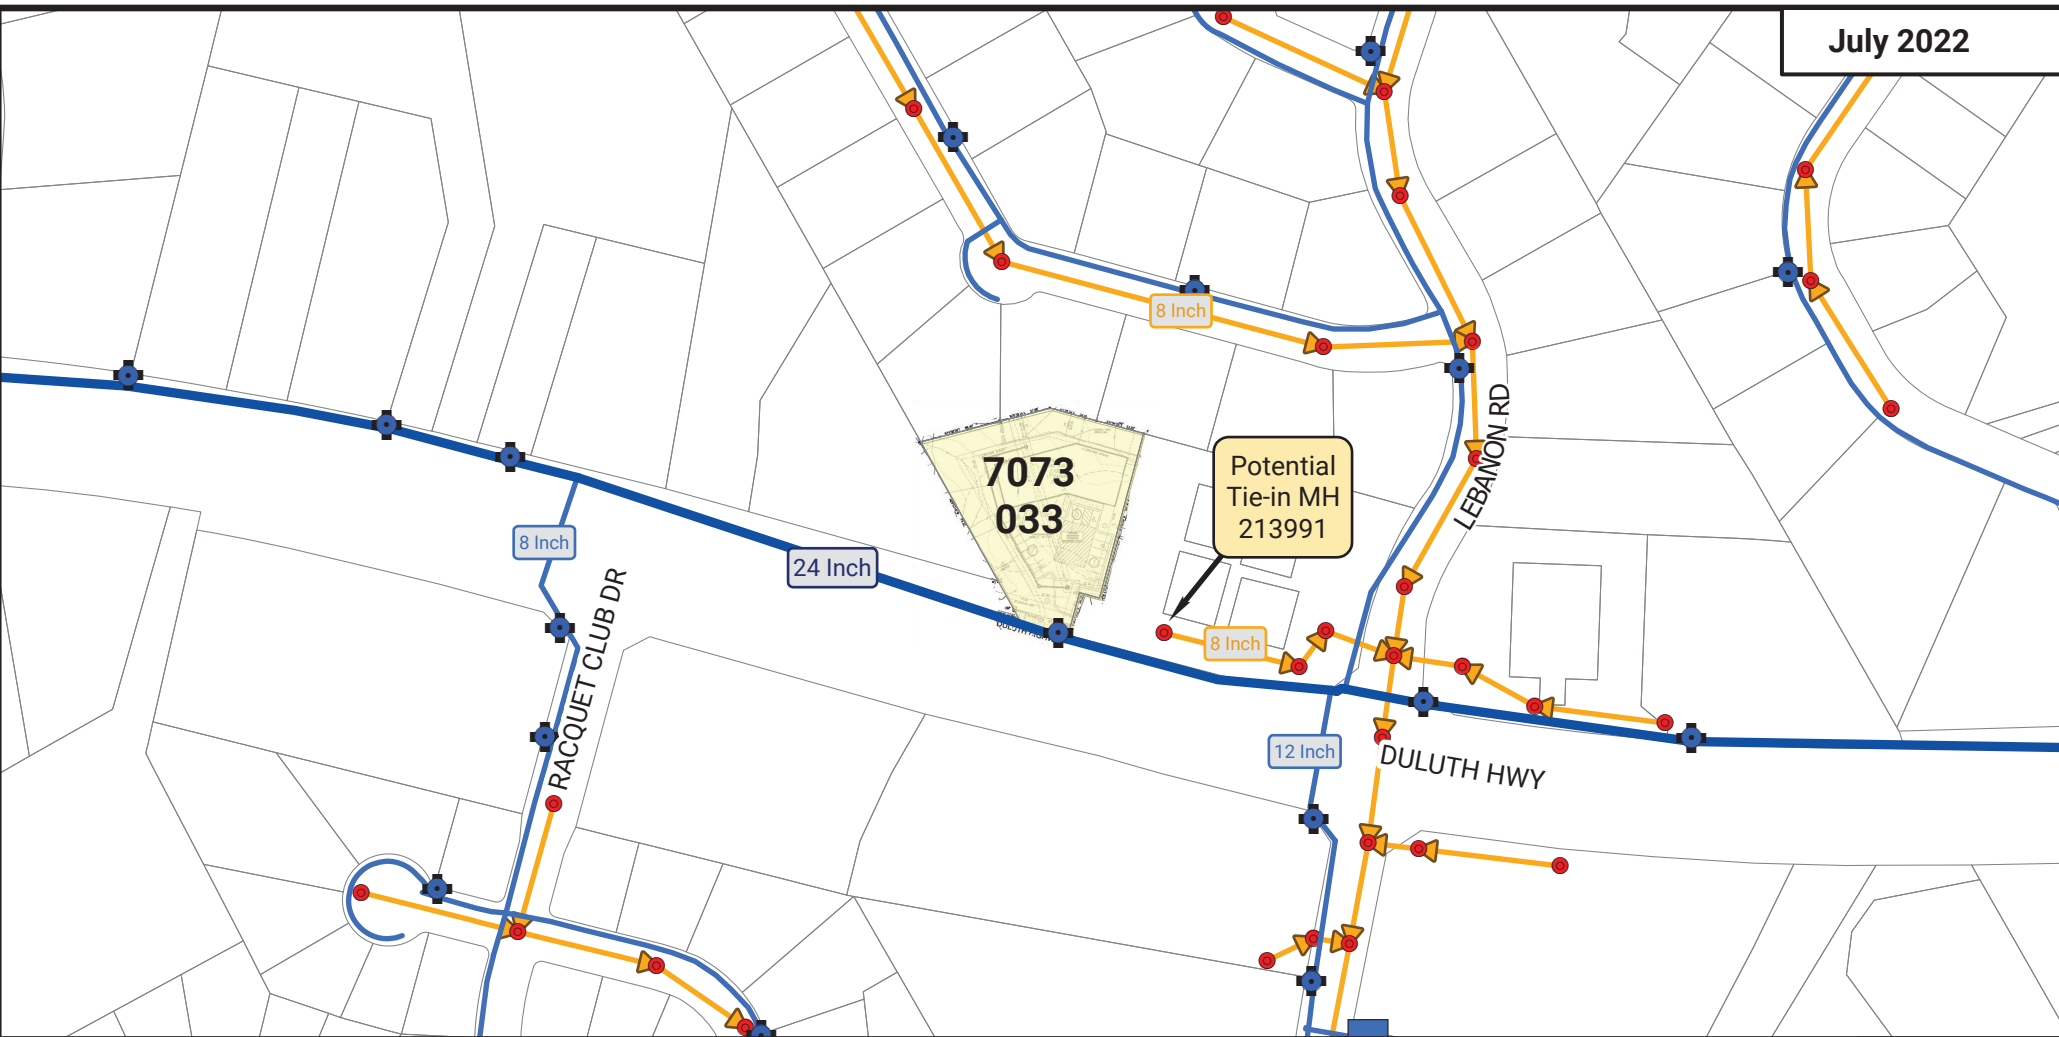 July 2022
8 Inch
LEBANON RD
7073
033
Potential
Tie-in MH
213991
8 Inch
24 Inch
RACQUET CLUB DR
8 Inch
12 Inch
DULUTH HWY